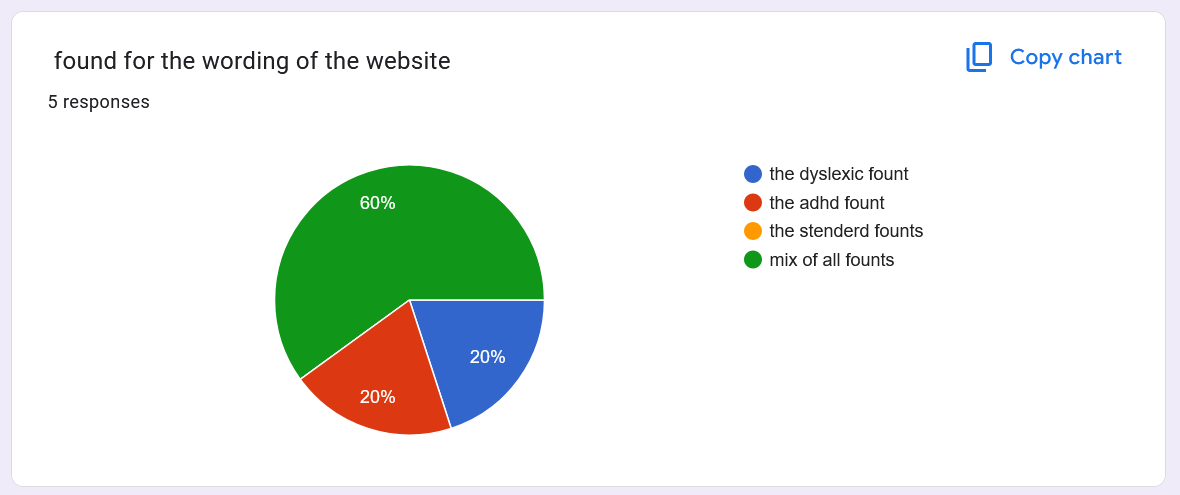 found for the wording of the website
Copy chart
5 responses
60%
20%
20%
the dyslexic fount
the adhd fount
the stenderd founts
mix of all founts